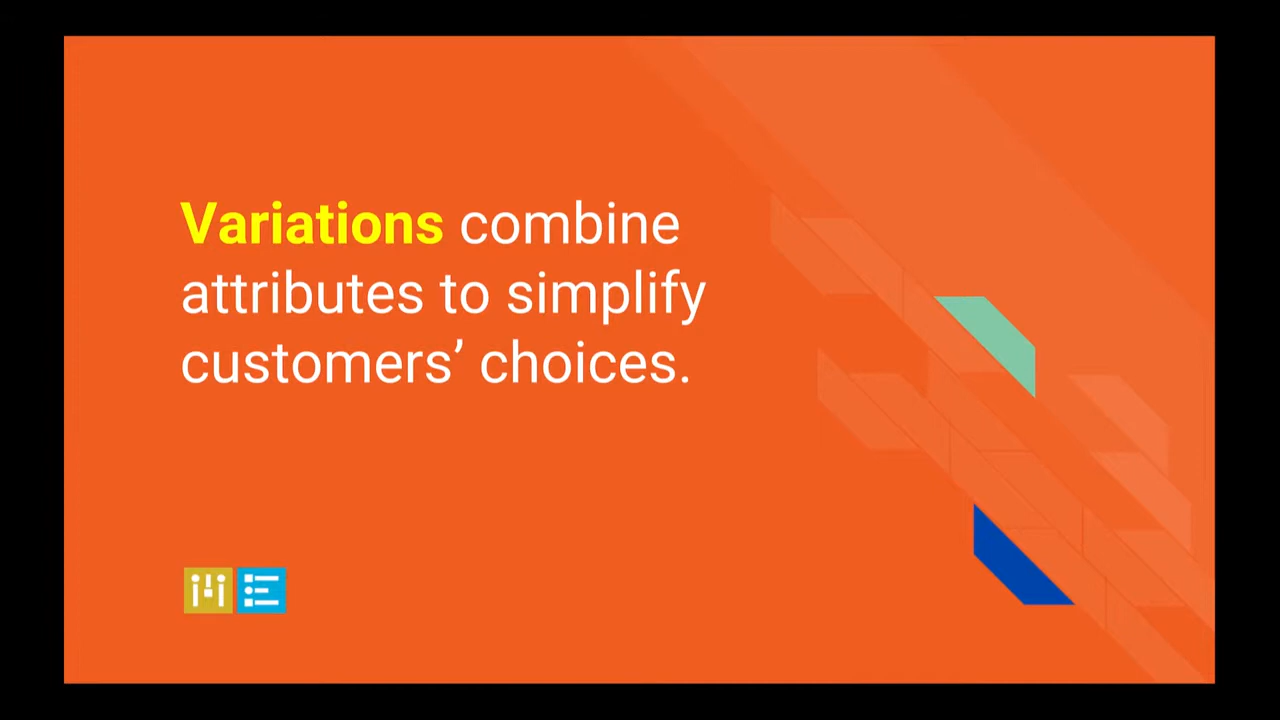 Variations combine
attributes to simplify
customers’ choices.